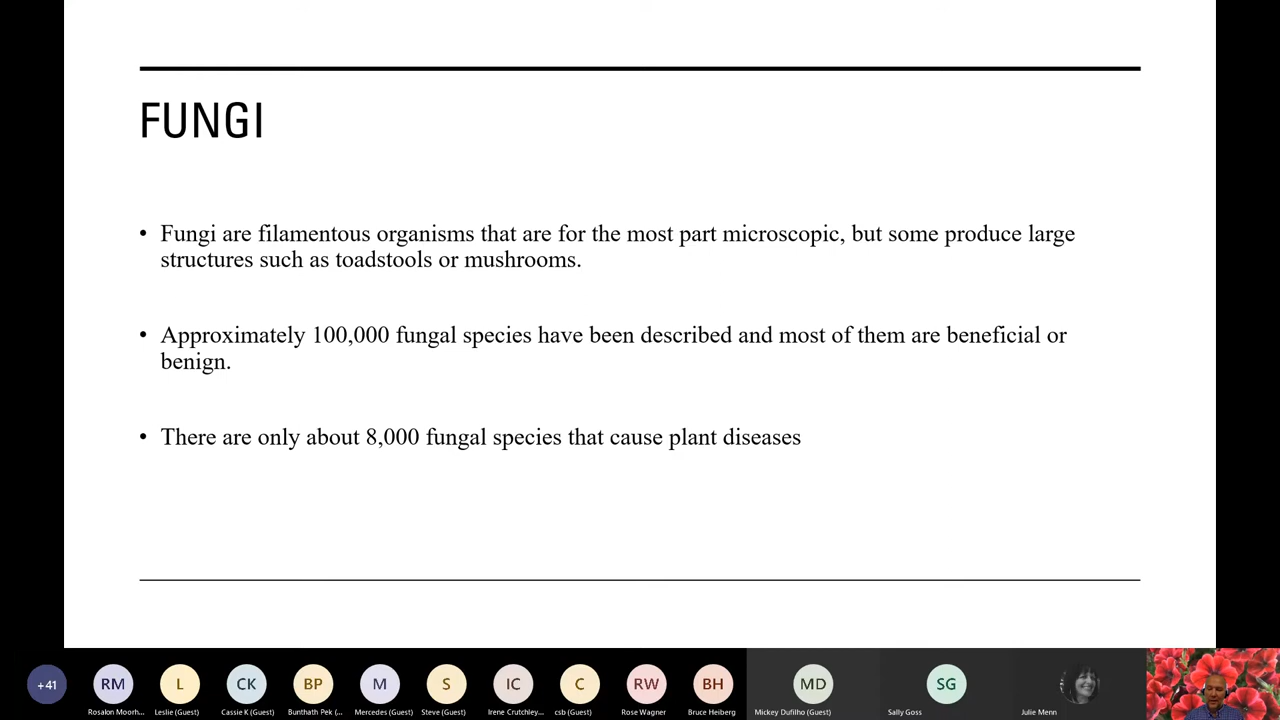 FUNGI
• Fungi are filamentous organisms that are for the most part microscopic, but some produce large
structures such as toadstools or mushrooms.
• Approximately 100,000 fungal species have been described and most of them are beneficial or
benign.
• There are only about 8,000 fungal species that cause plant diseases
+41
RM
L
CK
BP
M
S
IC
C
RW
BH
MD
SG
Rosalon Moorh...
Leslie (Guest)
Cassie K (Guest)
Bunthath Pek (...
Mercedes (Guest)
Steve (Guest)
Irene Crutchley...
csb (Guest)
Rose Wagner
Bruce Heiberg
Mickey Dufilho (Guest)
Sally Goss
Julie Menn